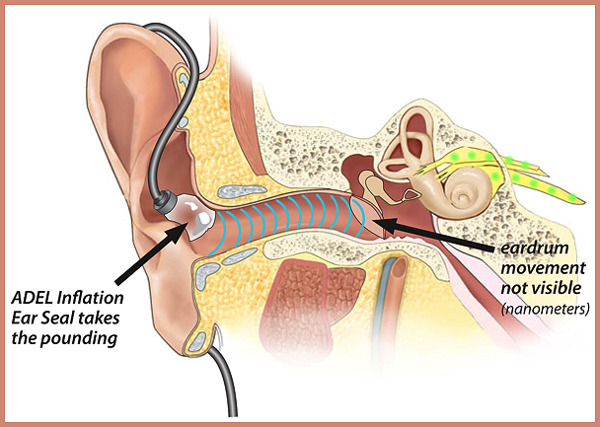 ADEL Inflation
Ear Seal takes
the pounding
eardrum
movement
not visible
(nanometers)